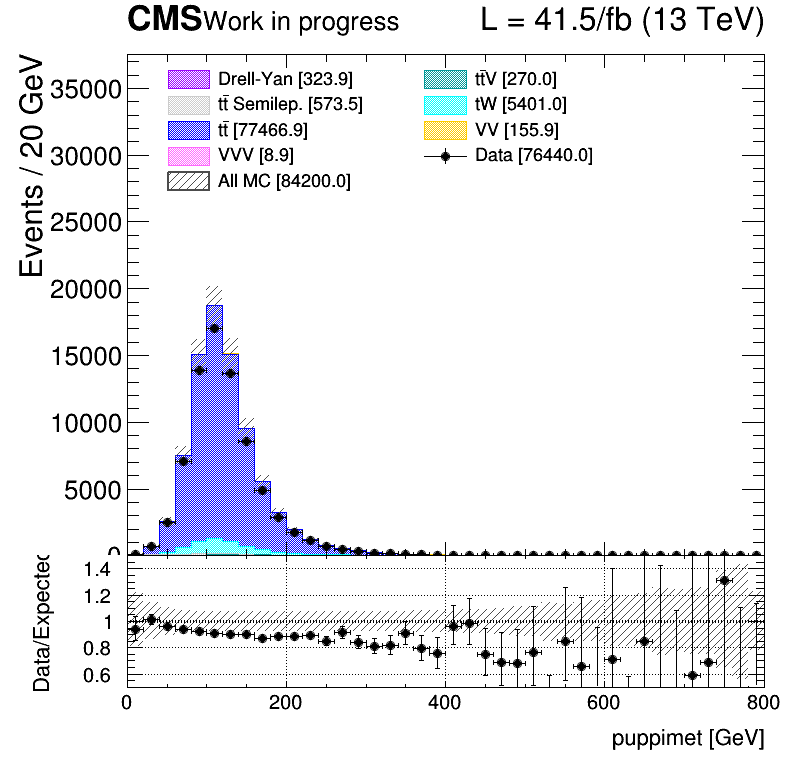 CMS Work in progress L = 41.5/fb (13 TeV)
Events / 20 GeV
35000
30000
25000
20000
15000
10000
5000
0
Drell-Yan [323.9]
tt̄ Semilep. [573.5]
tt̄ [77466.9]
VVV [8.9]
All MC [84200.0]
tt̄V [270.0]
tW [5401.0]
VV [155.9]
Data [76440.0]
Data/Expected
1.4
1.2
1
0.8
0.6
0 200 400 600 800
puppimet [GeV]